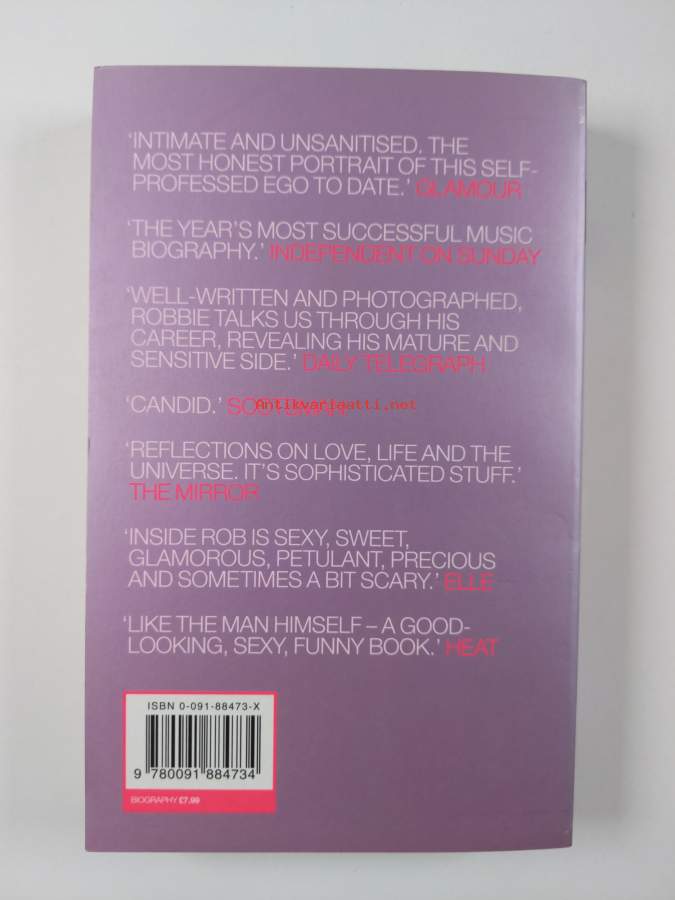 'INTIMATE AND UNSANITISED, THE
MOST HONEST PORTRAIT OF THIS SELF-
PROFESSED EGO TO DATE.' GLAMOUR
'THE YEAR'S MOST SUCCESSFUL MUSIC
BIOGRAPHY.' INDEPENDENT ON SUNDAY
'WELL-WRITTEN AND PHOTOGRAPHED,
ROBBIE TALKS US THROUGH HIS
CAREER, REVEALING HIS MATURE AND
SENSITIVE SIDE.' DAILY TELEGRAPH
'CANDID.'
Antikvariaatti.net
'REFLECTIONS ON LOVE, LIFE AND THE
UNIVERSE. IT'S SOPHISTICATED STUFF.'
THE MIRROR
'INSIDE ROB IS SEXY, SWEET,
GLAMOROUS, PETULANT, PRECIOUS
AND SOMETIMES A BIT SCARY.' ELLE
'LIKE THE MAN HIMSELF – A GOOD-
LOOKING, SEXY, FUNNY BOOK.' HEAT
ISBN 0-091-88473-X
9 780091 884734
BIOGRAPHY £7.99